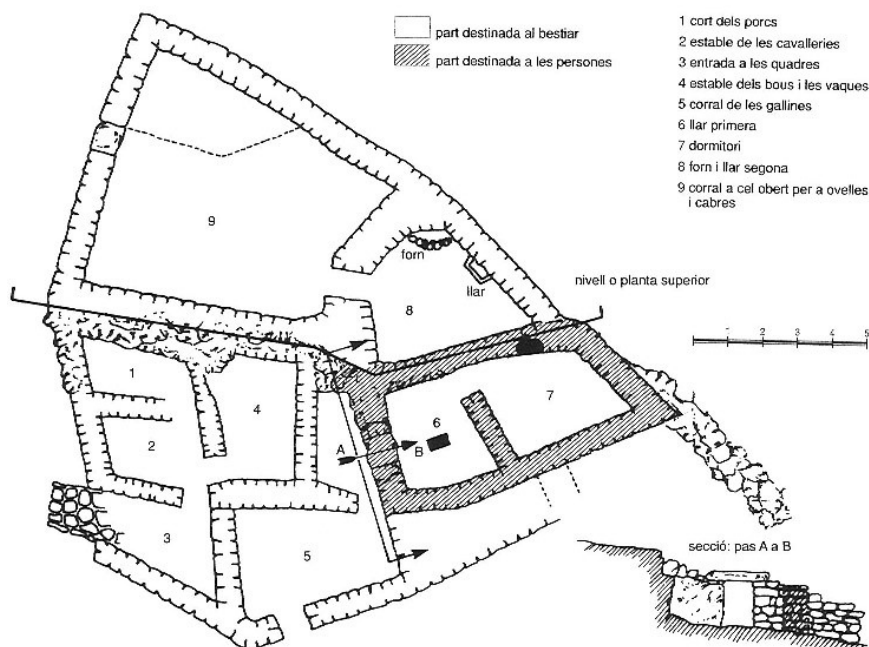 part destinada al bestiar
part destinada a les persones
1 cort dels porcs
2 estable de les cavalleries
3 entrada a les quadres
4 estable dels bous i les vaques
5 corral de les gallines
6 llar primera
7 dormitori
8 forn i llar segona
9 corral a cel obert per a ovelles
i cabres
9
forn
llar
nivell o planta superior
8
1 2 3 4 5
1
4
2
6
7
A
B
3
5
secció: pas A a B